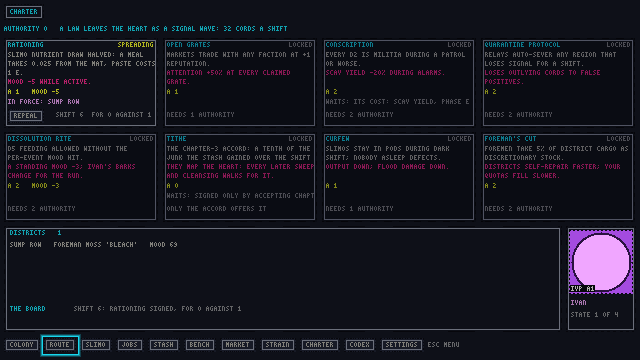 CHARTER
AUTHORITY 0 A LAW LEAVES THE HEART AS A SIGNAL WAVE: 32 CORDS A SHIFT
RATIONING SPREADING
SLIMO NUTRIENT DRAW HALVED: A MEAL
TAKES 0.025 FROM THE MAT, PASTE COSTS
1 E.
MOOD -5 WHILE ACTIVE.
A 1 MOOD -5
IN FORCE: SUMP ROW
REPEAL SHIFT 6 FOR 0 AGAINST 1
OPEN GRATES LOCKED
MARKETS TRADE WITH ANY FACTION AT +1
REPUTATION.
ATTENTION +50% AT EVERY CLAIMED
GRATE.
A 1
NEEDS 1 AUTHORITY
CONSCRIPTION LOCKED
EVERY D2 IS MILITIA DURING A PATROL
OR WORSE.
SCAV YIELD -20% DURING ALARMS.
A 2
WAITS: ITS COST: SCAV YIELD, PHASE E
NEEDS 2 AUTHORITY
QUARANTINE PROTOCOL LOCKED
RELAYS AUTO-SEVER ANY REGION THAT
LOSES SIGNAL FOR A SHIFT.
LOSES OUTLYING CORDS TO FALSE
POSITIVES.
A 2
NEEDS 2 AUTHORITY
DISSOLUTION RITE LOCKED
D5 FEEDING ALLOWED WITHOUT THE
PER-EVENT MOOD HIT.
A STANDING MOOD -3; IVAN'S BARKS
CHANGE FOR THE RUN.
A 2 MOOD -3
NEEDS 2 AUTHORITY
TITHE LOCKED
THE CHAPTER-3 ACCORD: A TENTH OF THE
JUNK THE STASH GAINED OVER THE SHIFT
THEY MAP THE HEART: EVERY LATER SWEEP
AND CLEANSING WALKS FOR IT.
A 0
WAITS: SIGNED ONLY BY ACCEPTING CHAPT
ONLY THE ACCORD OFFERS IT
CURFEW LOCKED
SLIMOS STAY IN PODS DURING DARK
SHIFT; NOBODY ASLEEP DEFECTS.
OUTPUT DOWN; FLOOD DAMAGE DOWN.
A 1
NEEDS 1 AUTHORITY
FOREMAN'S CUT LOCKED
FOREMEN TAKE 5% OF DISTRICT CARGO AS
DISCRETIONARY STOCK.
DISTRICTS SELF-REPAIR FASTER; YOUR
QUOTAS FILL SLOWER.
A 2
NEEDS 2 AUTHORITY
DISTRICTS 1
SUMP ROW FOREMAN MOSS 'BLEACH' MOOD 69
THE BOARD SHIFT 6: RATIONING SIGNED, FOR 0 AGAINST 1
IVP A1
IVAN
STATE 1 OF 4
COLONY ROUTE SLIMO JOBS STASH BENCH MARKET STRAIN CHARTER CODEX SETTINGS ESC MENU